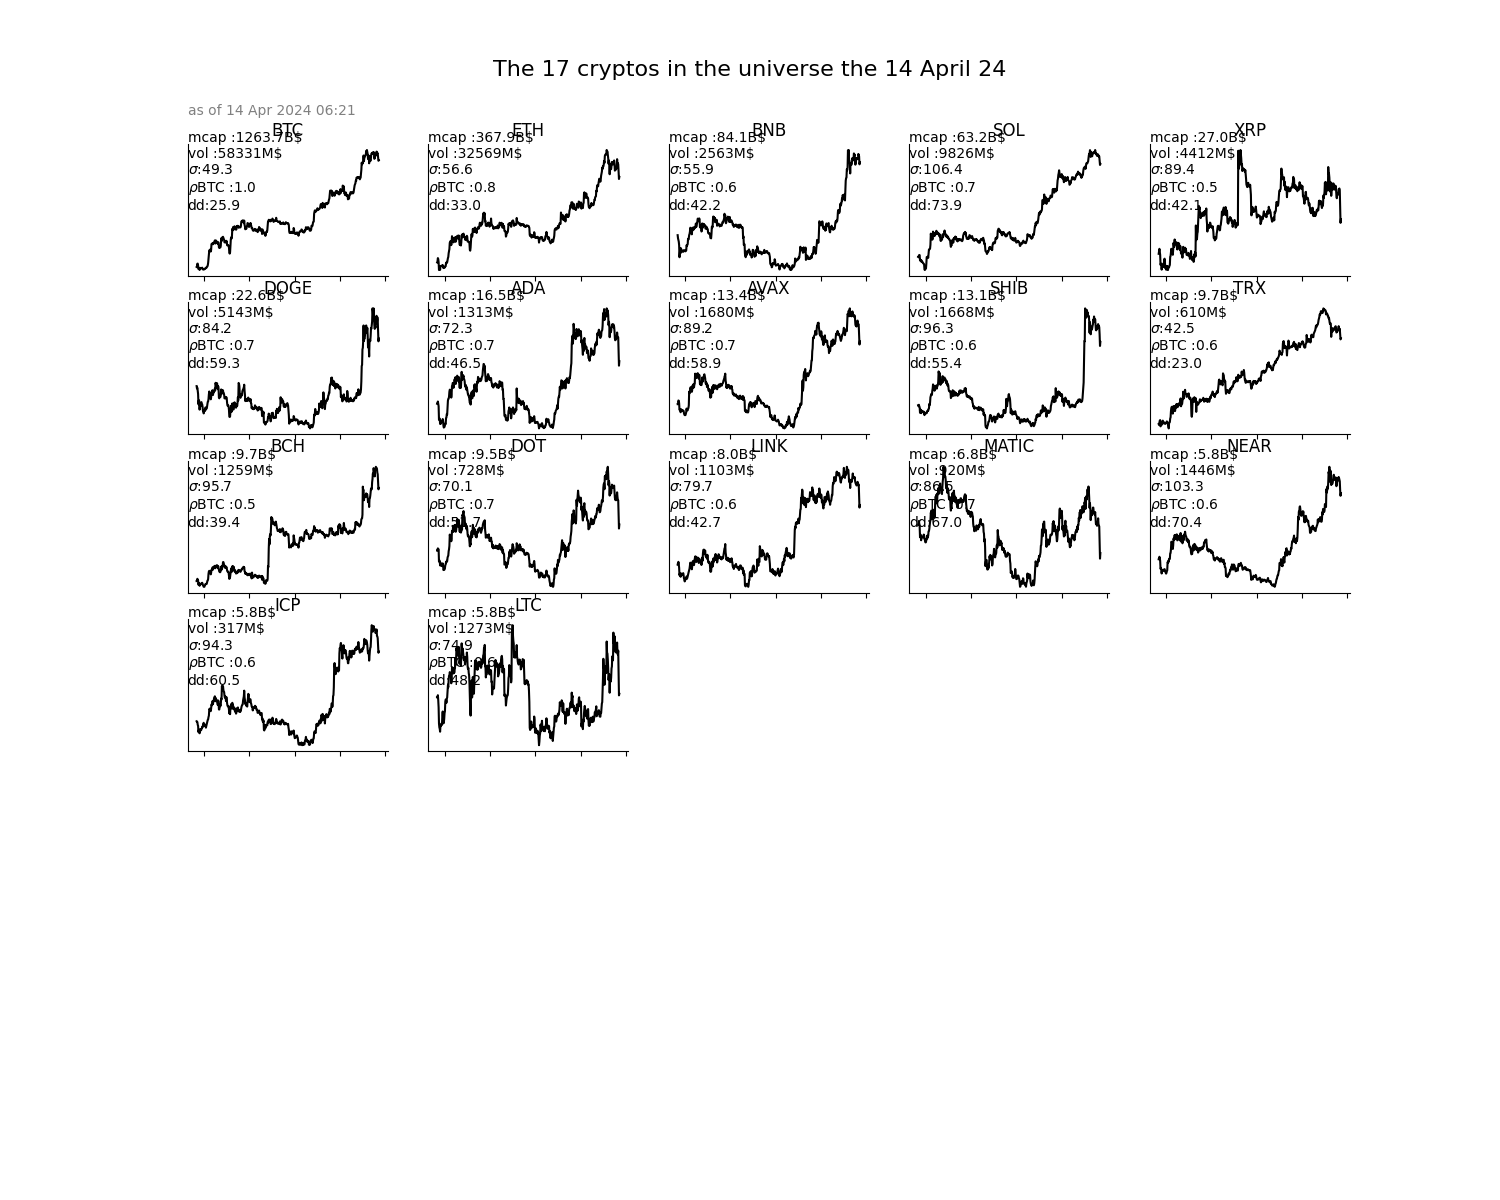 The 17 cryptos in the universe the 14 April 24
as of 14 Apr 2024 06:21
BTC
mcap :1263.7B$
vol :58331M$
σ:49.3
ρBTC :1.0
dd:25.9
ETH
mcap :367.9B$
vol :32569M$
σ:56.6
ρBTC :0.8
dd:33.0
BNB
mcap :84.1B$
vol :2563M$
σ:55.9
ρBTC :0.6
dd:42.2
SOL
mcap :63.2B$
vol :9826M$
σ:106.4
ρBTC :0.7
dd:73.9
XRP
mcap :27.0B$
vol :4412M$
σ:89.4
ρBTC :0.5
dd:42.1
DOGE
mcap :22.6B$
vol :5143M$
σ:84.2
ρBTC :0.7
dd:59.3
ADA
mcap :16.5B$
vol :1313M$
σ:72.3
ρBTC :0.7
dd:46.5
AVAX
mcap :13.4B$
vol :1680M$
σ:89.2
ρBTC :0.7
dd:58.9
SHIB
mcap :13.1B$
vol :1668M$
σ:96.3
ρBTC :0.6
dd:55.4
TRX
mcap :9.7B$
vol :610M$
σ:42.5
ρBTC :0.6
dd:23.0
BCH
mcap :9.7B$
vol :1259M$
σ:95.7
ρBTC :0.5
dd:39.4
DOT
mcap :9.5B$
vol :728M$
σ:70.1
ρBTC :0.7
LINK
mcap :8.0B$
vol :1103M$
σ:79.7
ρBTC :0.6
dd:42.7
MATIC
mcap :6.8B$
vol :920M$
ρBTC :0.7
dd:67.0
NEAR
mcap :5.8B$
vol :1446M$
σ:103.3
ρBTC :0.6
dd:70.4
ICP
mcap :5.8B$
vol :317M$
σ:94.3
ρBTC :0.6
dd:60.5
LTC
mcap :5.8B$
vol :1273M$
σ:74.9
ρBTC :0.6
dd:48.2